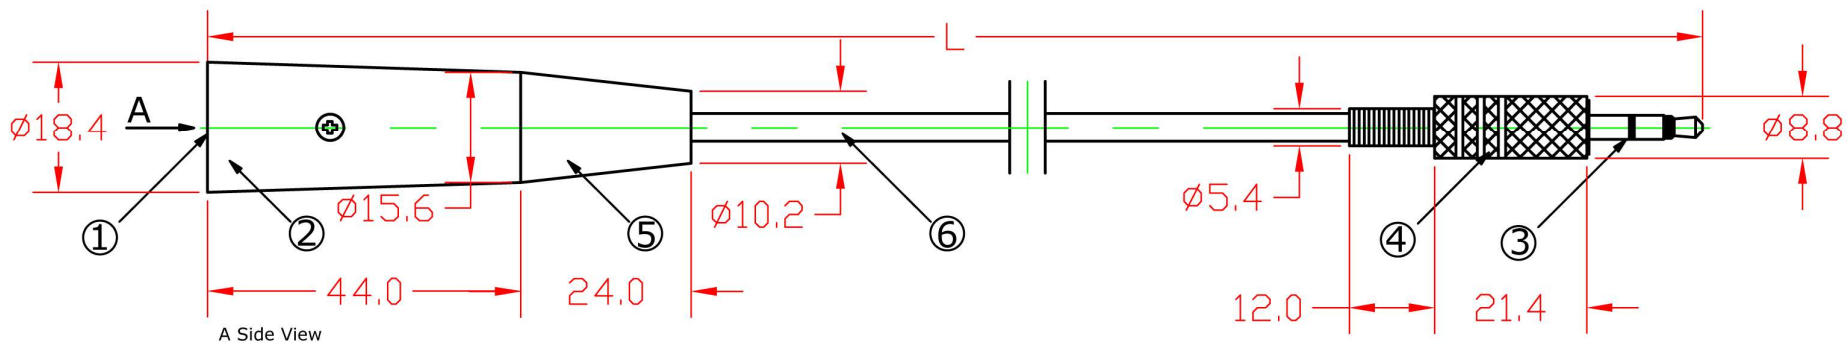 L
A
ø18.4
ø8.8
ø15.6
ø10.2
ø5.4
①
②
⑤
⑥
④
③
44.0
24.0
12.0
21.4
A Side View